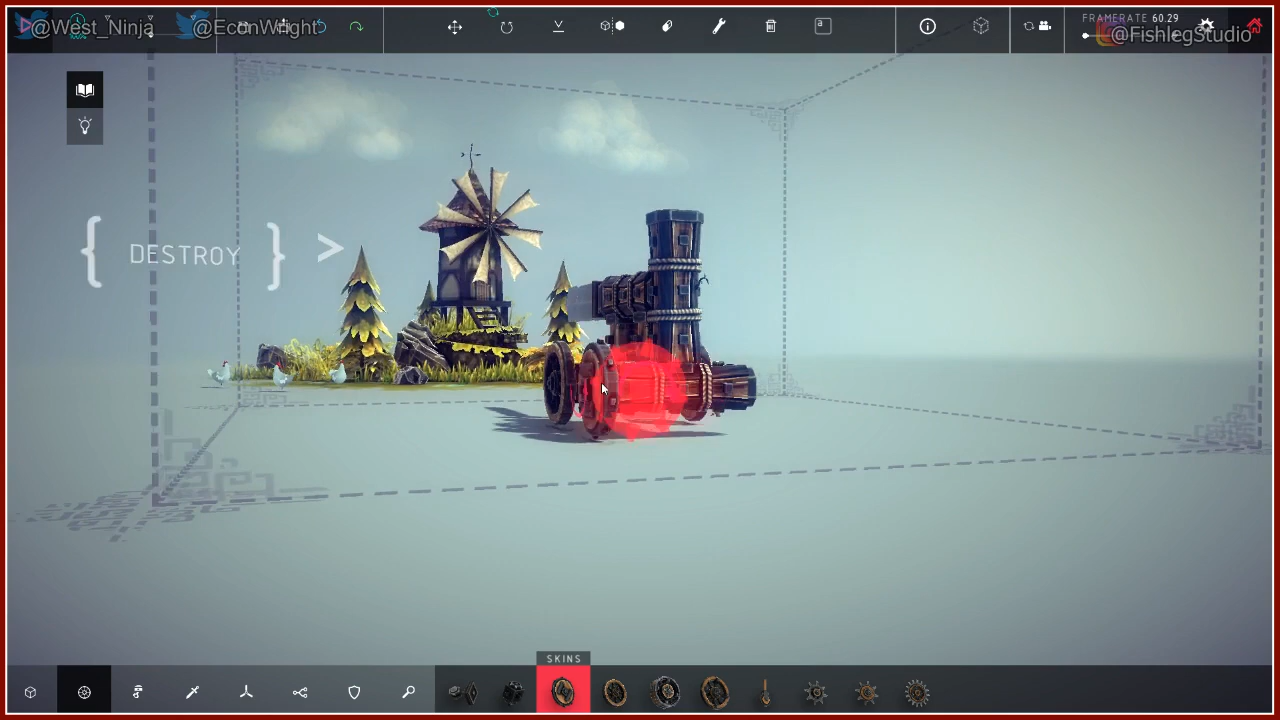 @West_Ninja @EconWright
FRAMERATE 60.29
@FishlegStudio
{ DESTROY } >
SKINS